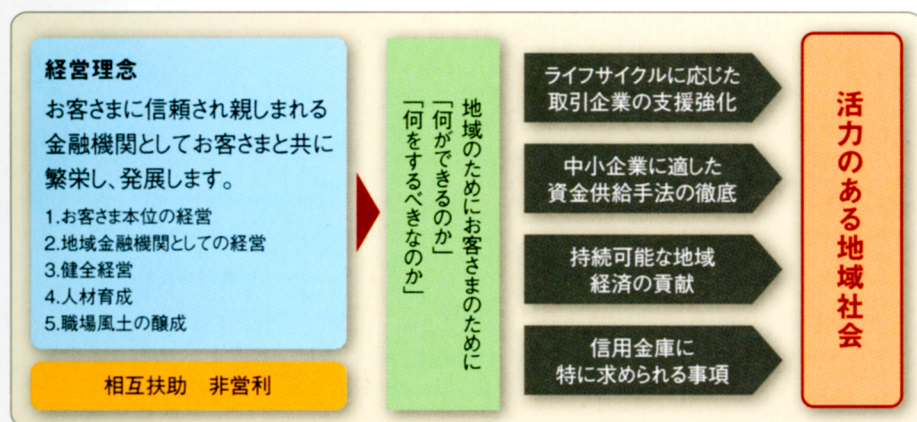 経営理念
お客さまに信頼され親しまれる
金融機関としてお客さまと共に
繁栄し、発展します。
1.お客さま本位の経営
2.地域金融機関としての経営
3.健全経営
4.人材育成
5.職場風土の醸成
相互扶助　非営利
地域のためにお客さまのために
「何ができるのか」
「何をするべきなのか」
ライフサイクルに応じた
取引企業の支援強化
中小企業に適した
資金供給手法の徹底
持続可能な地域
経済の貢献
信用金庫に
特に求められる事項
活力のある地域社会